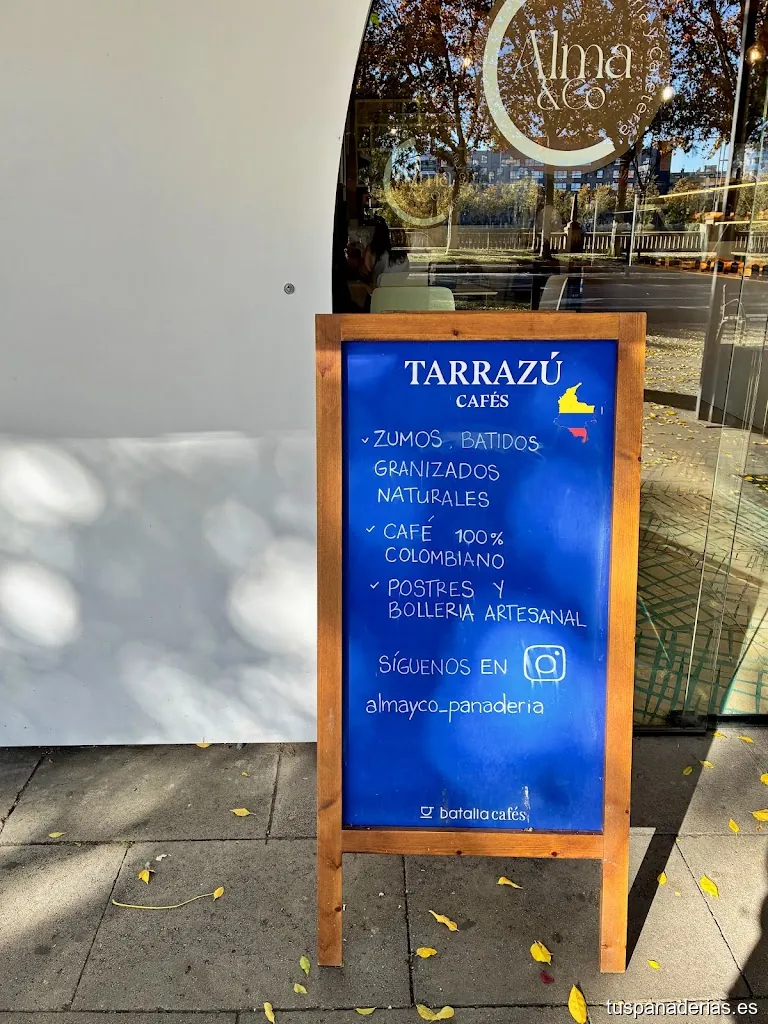 Alma
&Co
y cafetería
TARRAZÚ
CAFÉS
ZUMOS, BATIDOS
GRANIZADOS
NATURALES
CAFÉ 100%
COLOMBIANO
POSTRES Y
BOLLERIA ARTESANAL
SÍGUENOS EN
almayco_panaderia
batalla cafés
tuspanaderias.es